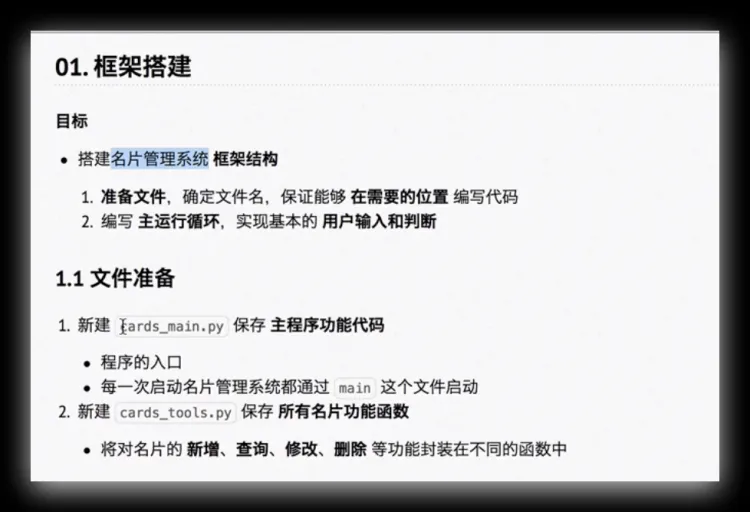 01. 框架搭建
目标
• 搭建名片管理系统 框架结构
1. 准备文件，确定文件名，保证能够 在需要的位置 编写代码
2. 编写 主运行循环，实现基本的 用户输入和判断
1.1 文件准备
1. 新建 cards_main.py 保存 主程序功能代码
• 程序的入口
• 每一次启动名片管理系统都通过 main 这个文件启动
2. 新建 cards_tools.py 保存 所有名片功能函数
• 将对名片的 新增、查询、修改、删除 等功能封装在不同的函数中